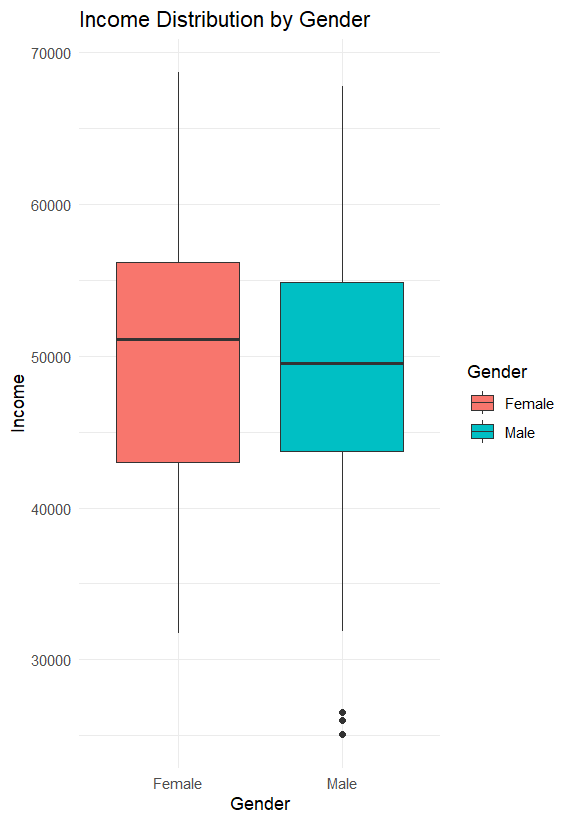 Income Distribution by Gender
70000
60000
50000
40000
30000
Income
Female
Male
Gender
Gender
Female
Male